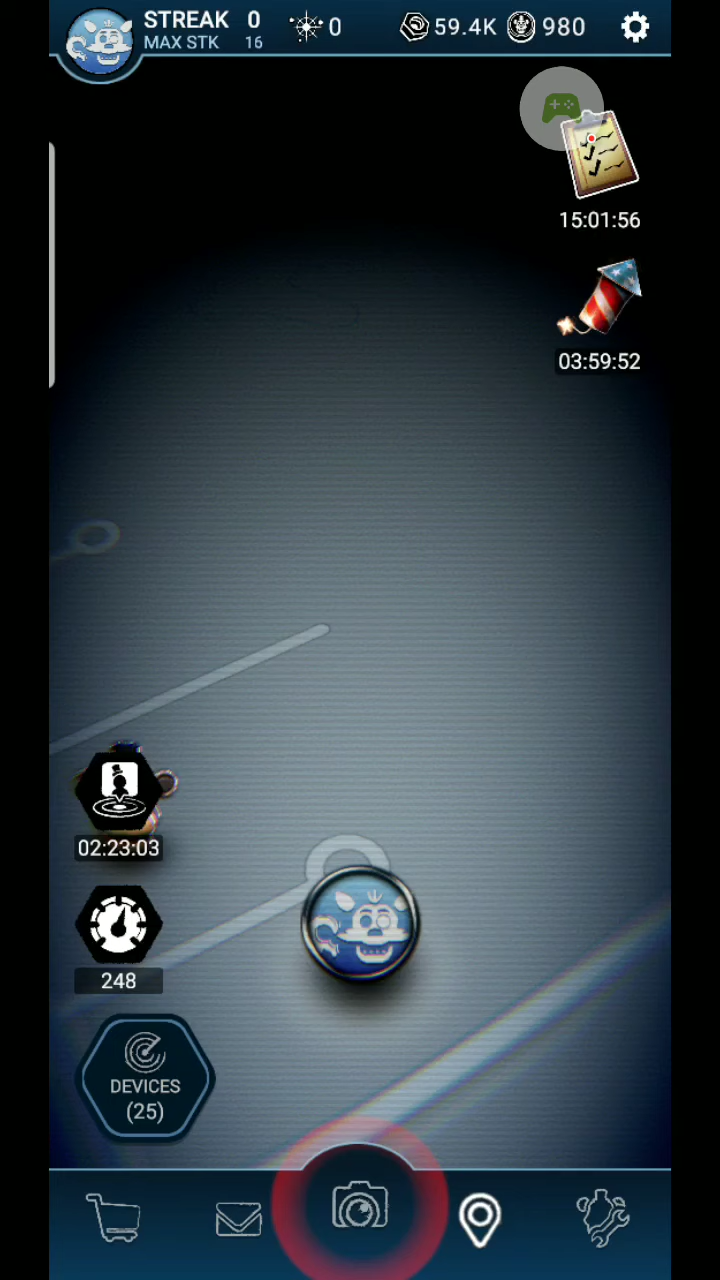 STREAK 0
MAX STK 16
0
59.4K
980
15:01:56
03:59:52
02:23:03
248
DEVICES
(25)